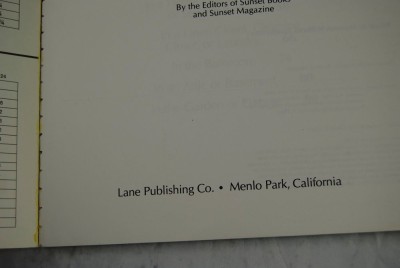 By the Editors of Sunset Books
and Sunset Magazine
Lane Publishing Co. • Menlo Park, California